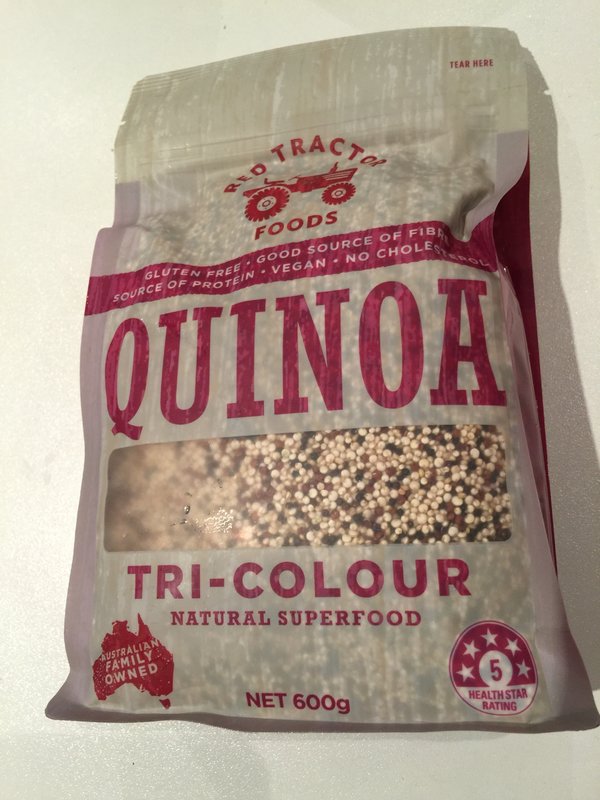 TEAR HERE
RED TRACTOR
FOODS
GLUTEN FREE • GOOD SOURCE OF FIBRE
SOURCE OF PROTEIN • VEGAN • NO CHOLESTEROL
QUINOA
TRI-COLOUR
NATURAL SUPERFOOD
AUSTRALIAN
FAMILY
OWNED
NET 600g
5
HEALTH STAR
RATING